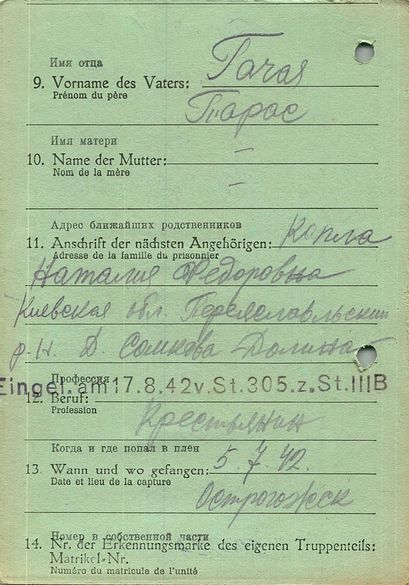 Имя отца
9. Vorname des Vaters:
Prénom du père
Тарас
Имя матери
10. Name der Mutter: —
Nom de la mère —
Адрес ближайших родственников
11. Anschrift der nächsten Angehörigen:
Adresse de la famille du prisonnier
Наталия Федоровна
Киевская обл. Переяславльский
р-н. Д Сомкова Долина
Профессия
Eingel. am 17.8.42 v. St. 305. z. St. III B
12. Beruf:
Profession
Крестьянин
Когда и где попал в плен
13. Wann und wo gefangen: 5.7.42.
Date et lieu de la capture
Острогожск
Номер в собственной части
14. Nr. der Erkennungsmarke des eigenen Truppenteils:
Matrikel-Nr.
Numéro du matricule de l'unité